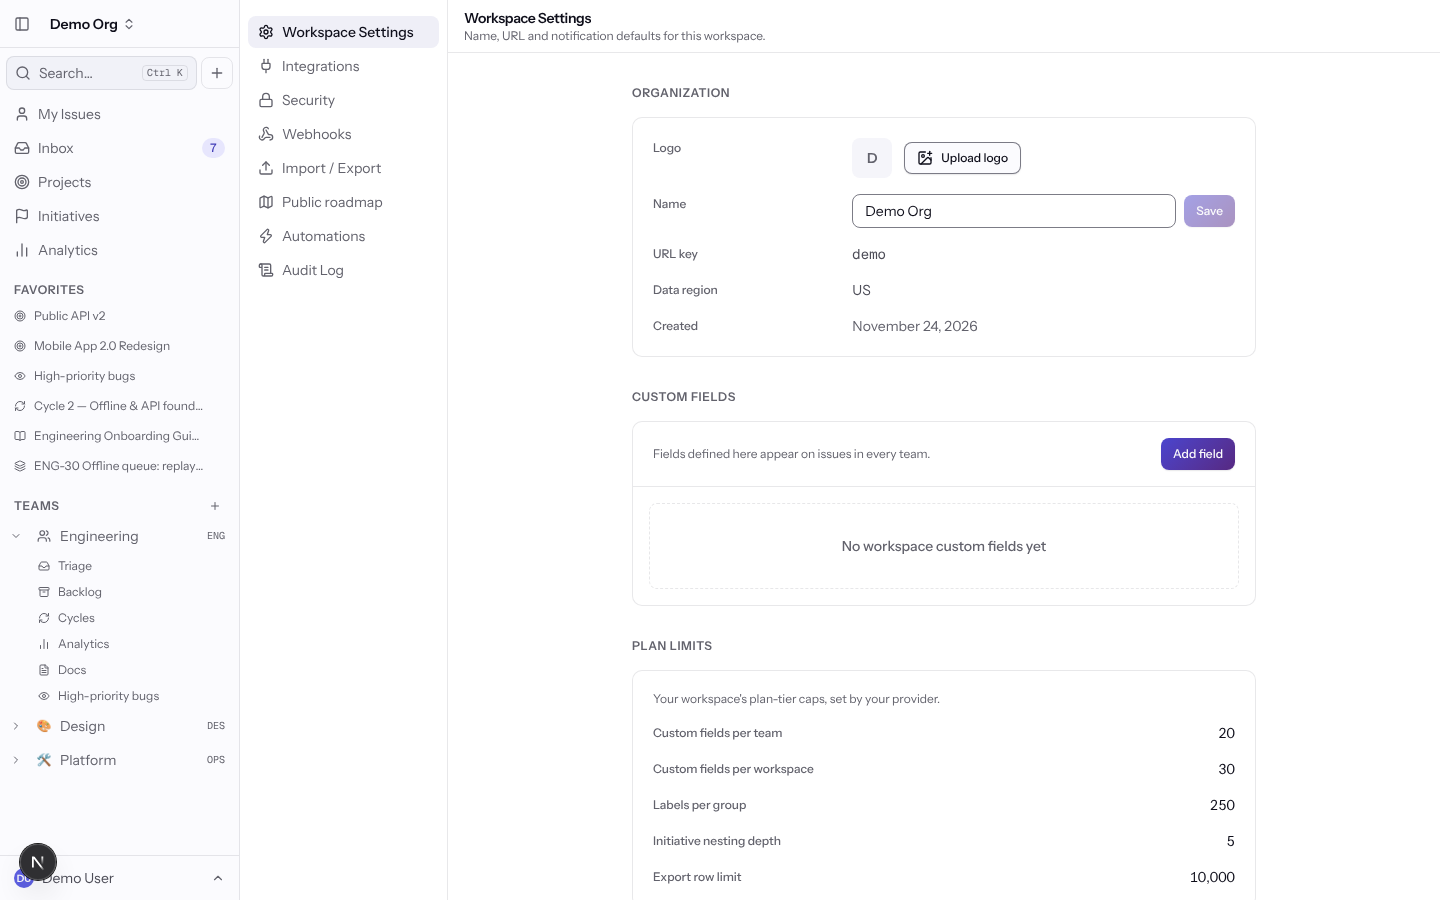 Demo Org
Search...
Ctrl K
My Issues
Inbox
7
Projects
Initiatives
Analytics
FAVORITES
Public API v2
Mobile App 2.0 Redesign
High-priority bugs
Cycle 2 — Offline & API found...
Engineering Onboarding Gui...
ENG-30 Offline queue: replay...
TEAMS
Engineering
ENG
Triage
Backlog
Cycles
Analytics
Docs
High-priority bugs
Design
DES
Platform
OPS
N
Demo User
Workspace Settings
Integrations
Security
Webhooks
Import / Export
Public roadmap
Automations
Audit Log
Workspace Settings
Name, URL and notification defaults for this workspace.
ORGANIZATION
Logo
D
Upload logo
Name
Demo Org
Save
URL key
demo
Data region
US
Created
November 24, 2026
CUSTOM FIELDS
Fields defined here appear on issues in every team.
Add field
No workspace custom fields yet
PLAN LIMITS
Your workspace's plan-tier caps, set by your provider.
Custom fields per team
20
Custom fields per workspace
30
Labels per group
250
Initiative nesting depth
5
Export row limit
10,000